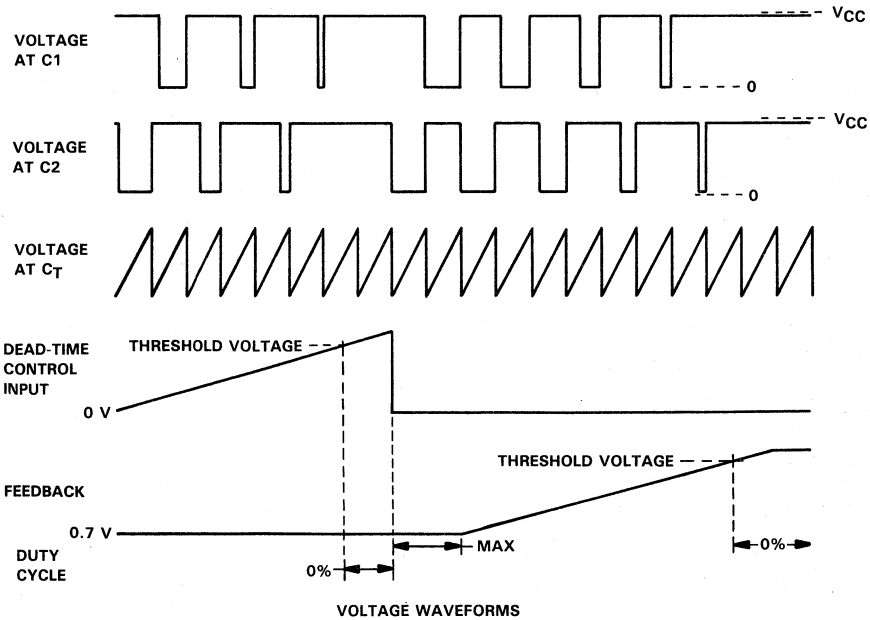 VCC
VOLTAGE
AT C1
0
VCC
VOLTAGE
AT C2
0
VOLTAGE
AT CT
DEAD-TIME
CONTROL
INPUT
THRESHOLD VOLTAGE
0 V
THRESHOLD VOLTAGE
FEEDBACK
0.7 V
MAX
0%
DUTY
CYCLE
0%
VOLTAGE WAVEFORMS